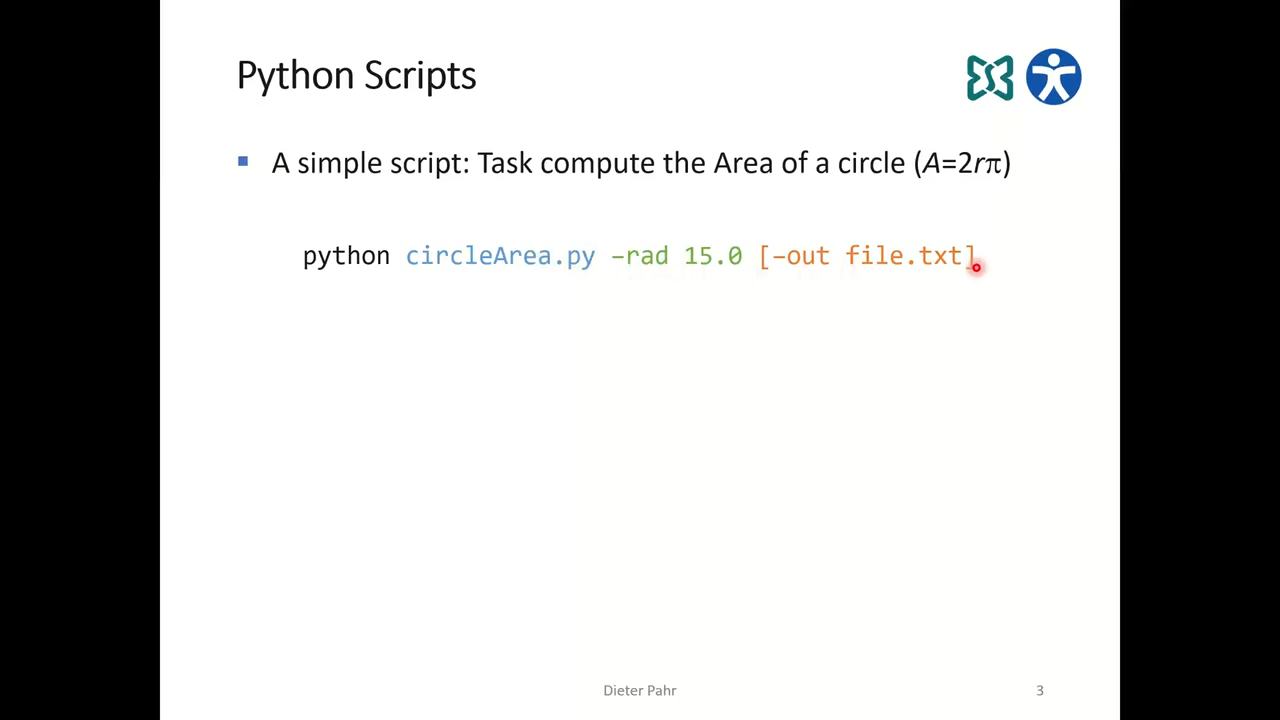 Python Scripts
A simple script: Task compute the Area of a circle (A=2rπ)
python circleArea.py –rad 15.0 [–out file.txt]
Dieter Pahr
3